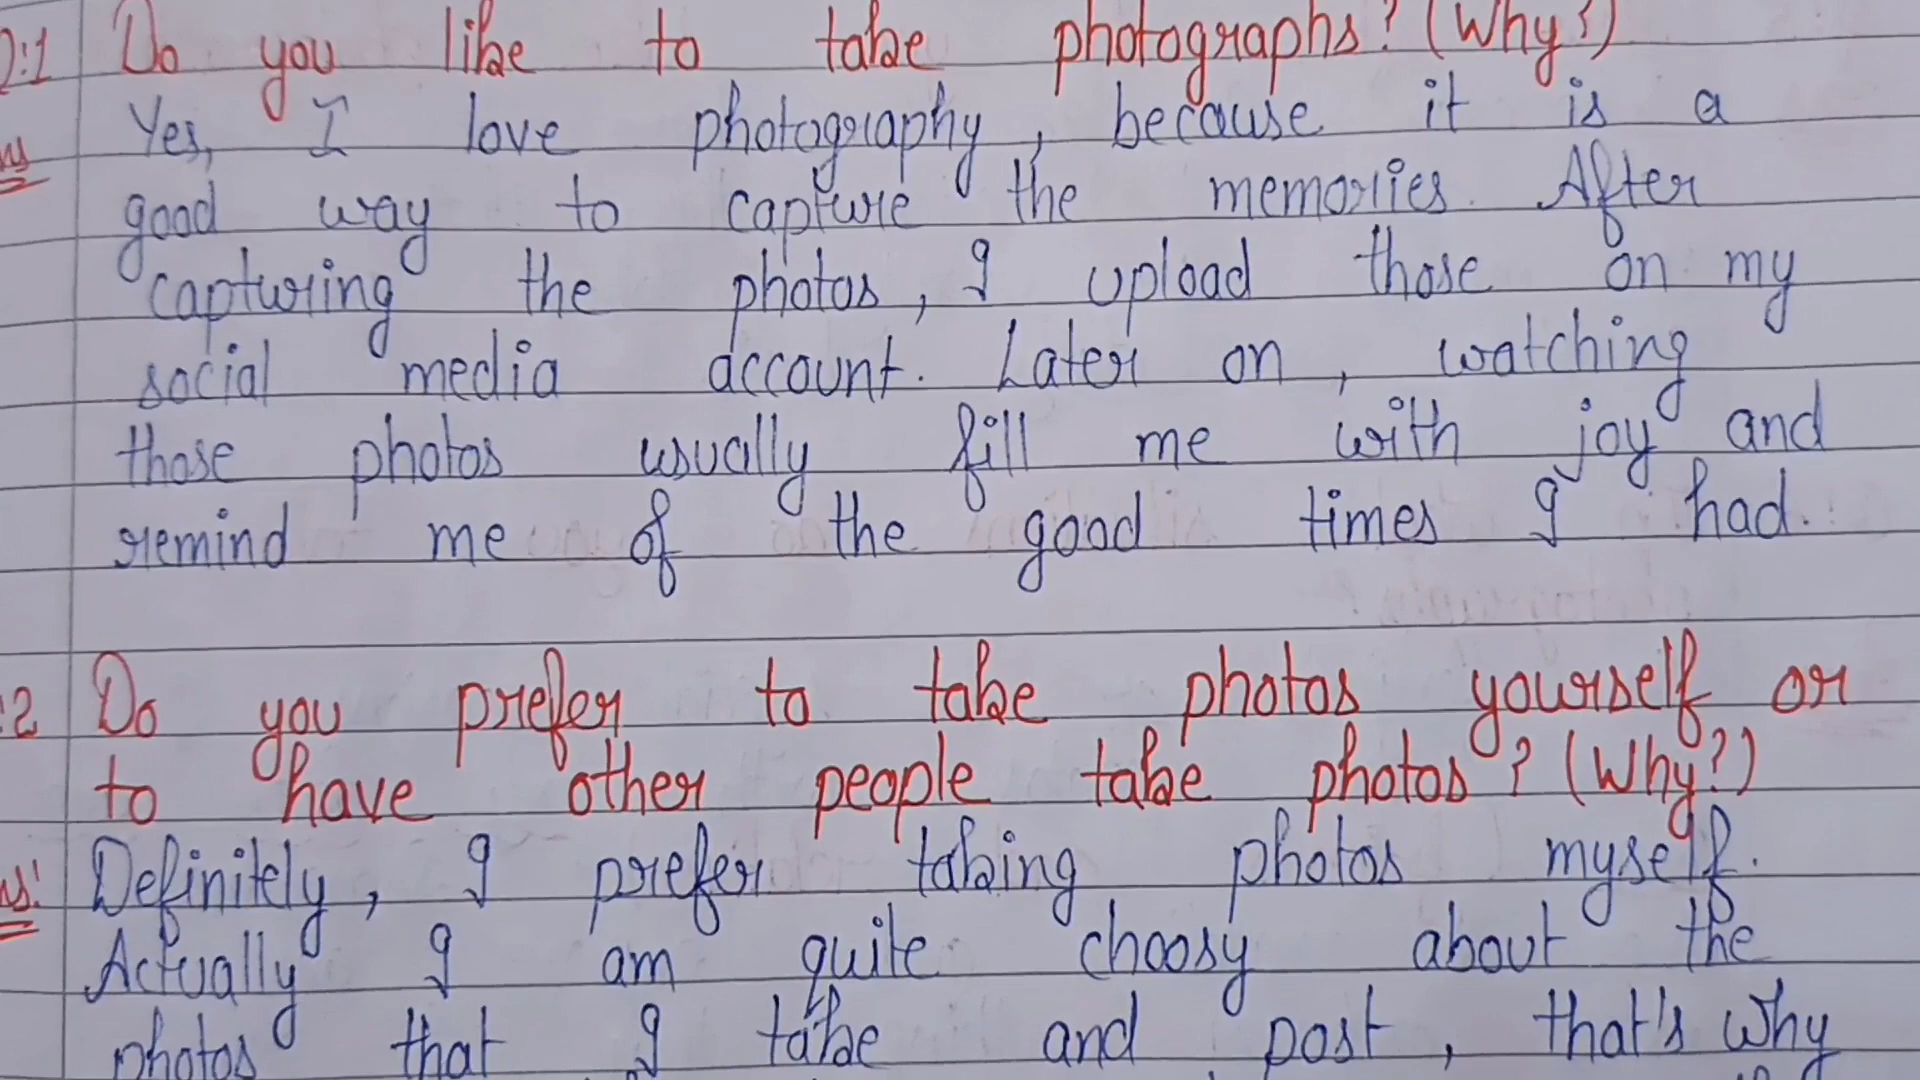 Q:1 Do you like to take photographs? (Why?)
Ans Yes, I love photography, because it is a
good way to capture the memories. After
capturing the photos, I upload those on my
social media account. Later on, watching
those photos usually fill me with joy and
remind me of the good times I had.
:2 Do you prefer to take photos yourself or
to have other people take photos? (Why?)
Ans: Definitely, I prefer taking photos myself.
Actually I am quite choosy about the
photos that I take and post, that's why